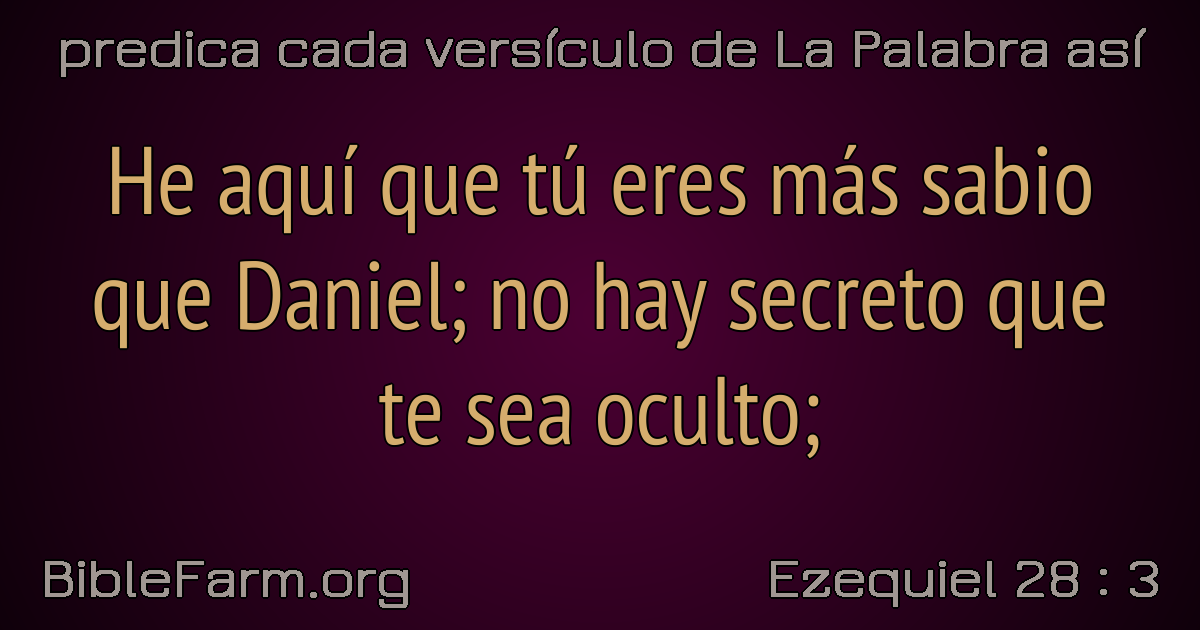 predica cada versículo de La Palabra así
He aquí que tú eres más sabio
que Daniel; no hay secreto que
te sea oculto;
BibleFarm.org
Ezequiel 28 : 3